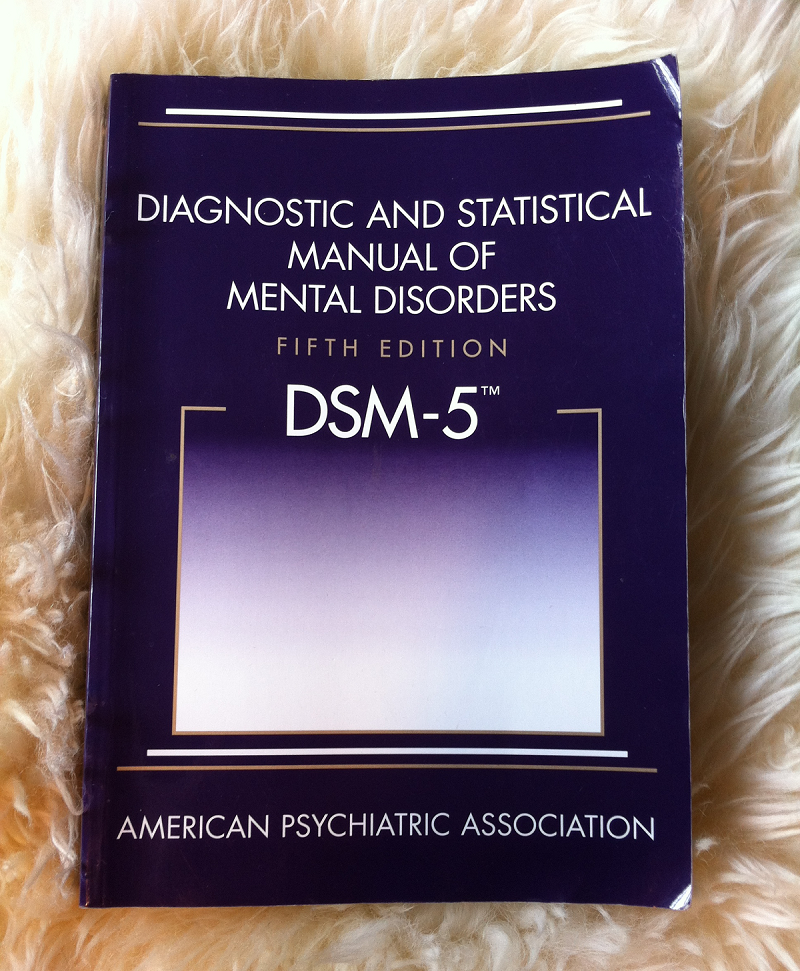 DIAGNOSTIC AND STATISTICAL
MANUAL OF
MENTAL DISORDERS
FIFTH EDITION
DSM-5™
AMERICAN PSYCHIATRIC ASSOCIATION